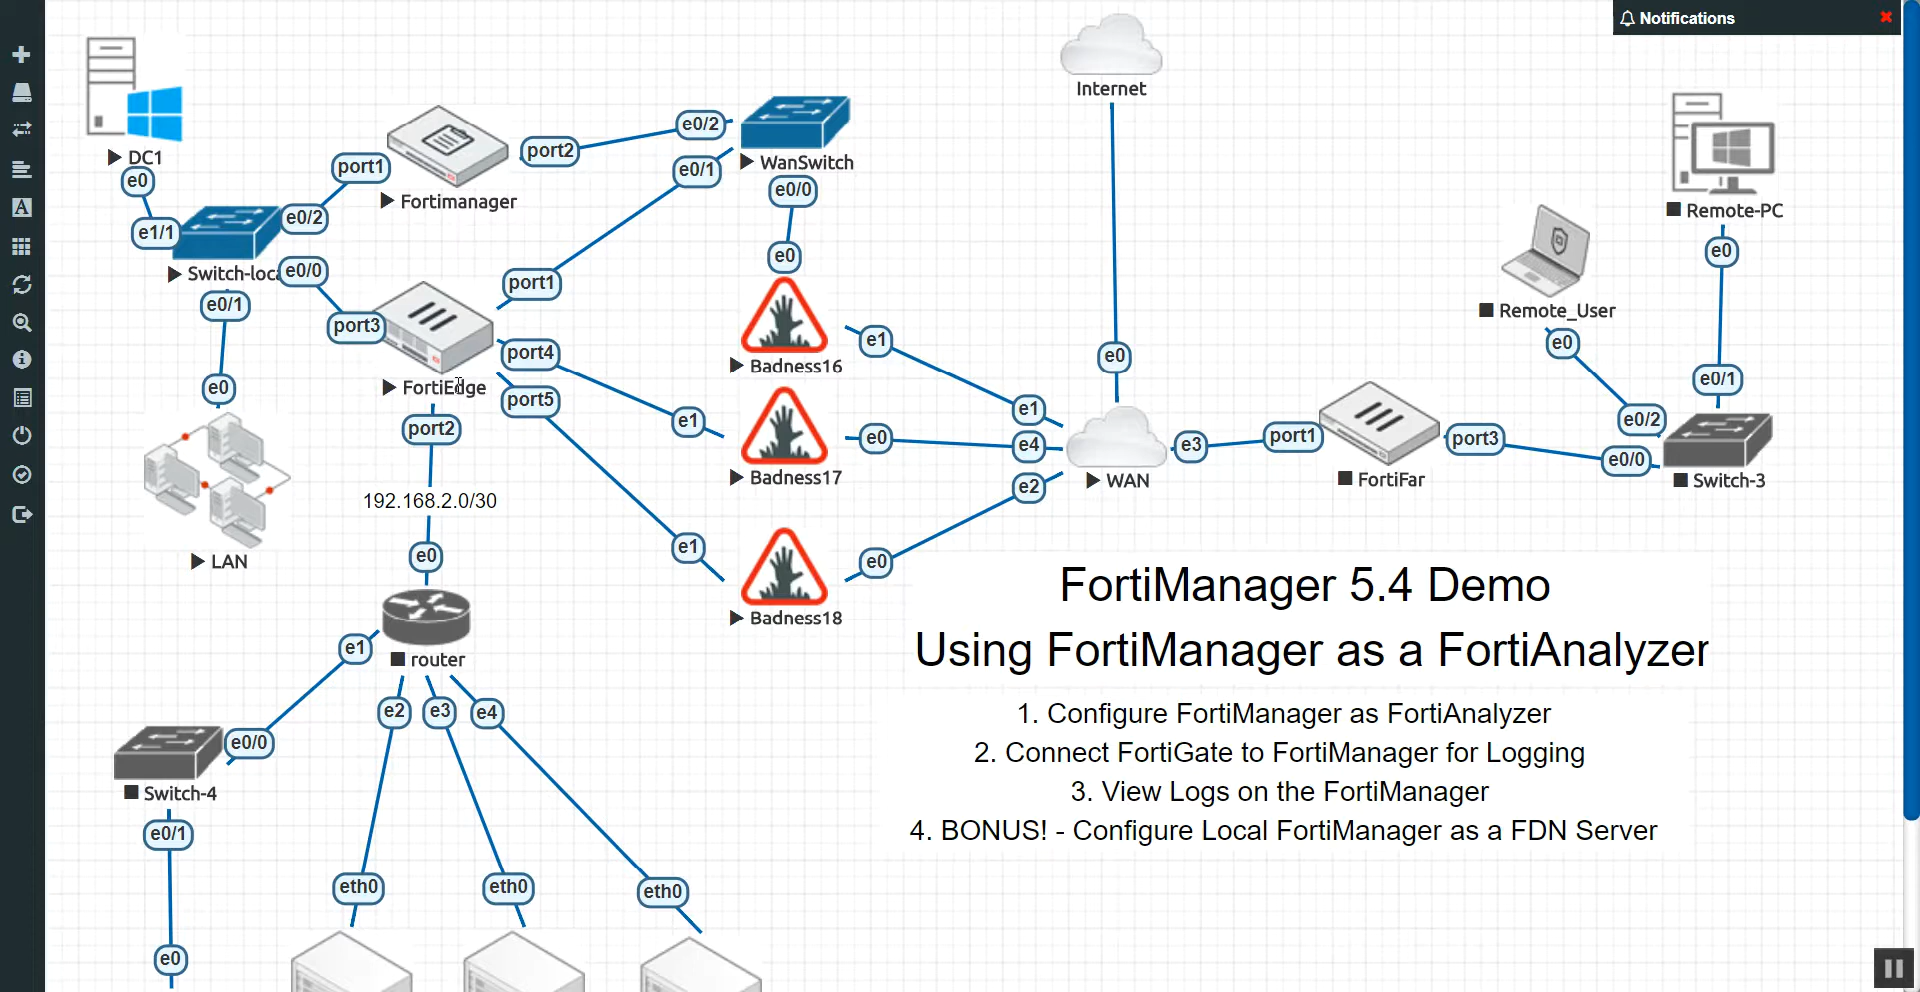 Notifications
Internet
DC1
e0
e1/1
port1
Fortimanager
port2
e0/2
e0/1
WanSwitch
e0/0
e0
e0/2
Switch-loca
e0/0
e0/1
port3
port1
FortiEdge
port4
port5
port2
e0
LAN
192.168.2.0/30
e0
Badness16
e1
e1
Badness17
e0
e1
Badness18
e0
e0
e1
e4
e2
WAN
e3
port1
FortiFar
port3
e0/0
Switch-3
e0/2
e0/1
Remote_User
e0
Remote-PC
e0
router
e1
e2
e3
e4
e0/0
Switch-4
e0/1
e0
eth0
eth0
eth0
FortiManager 5.4 Demo
Using FortiManager as a FortiAnalyzer
1. Configure FortiManager as FortiAnalyzer
2. Connect FortiGate to FortiManager for Logging
3. View Logs on the FortiManager
4. BONUS! - Configure Local FortiManager as a FDN Server